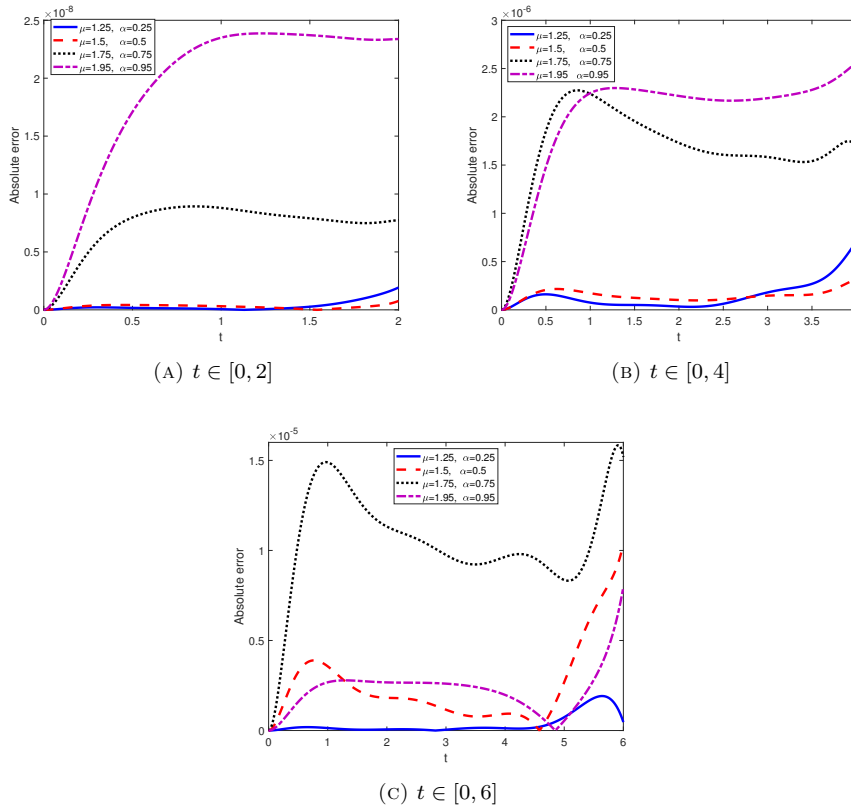 ×10⁻⁸
3
2.5
2
1.5
1
0.5
0
Absolute error
μ=1.25, α=0.25
μ=1.5, α=0.5
μ=1.75, α=0.75
μ=1.95, α=0.95
0 0.5 1 1.5 2
t
(A) t ∈ [0, 2]
×10⁻⁶
3
2.5
2
1.5
1
0.5
0
Absolute error
μ=1.25, α=0.25
μ=1.5, α=0.5
μ=1.75, α=0.75
μ=1.95 α=0.95
0 0.5 1 1.5 2 2.5 3 3.5
t
(B) t ∈ [0, 4]
×10⁻⁵
1.5
1
0.5
0
Absolute error
μ=1.25, α=0.25
μ=1.5, α=0.5
μ=1.75, α=0.75
μ=1.95, α=0.95
0 1 2 3 4 5 6
t
(C) t ∈ [0, 6]